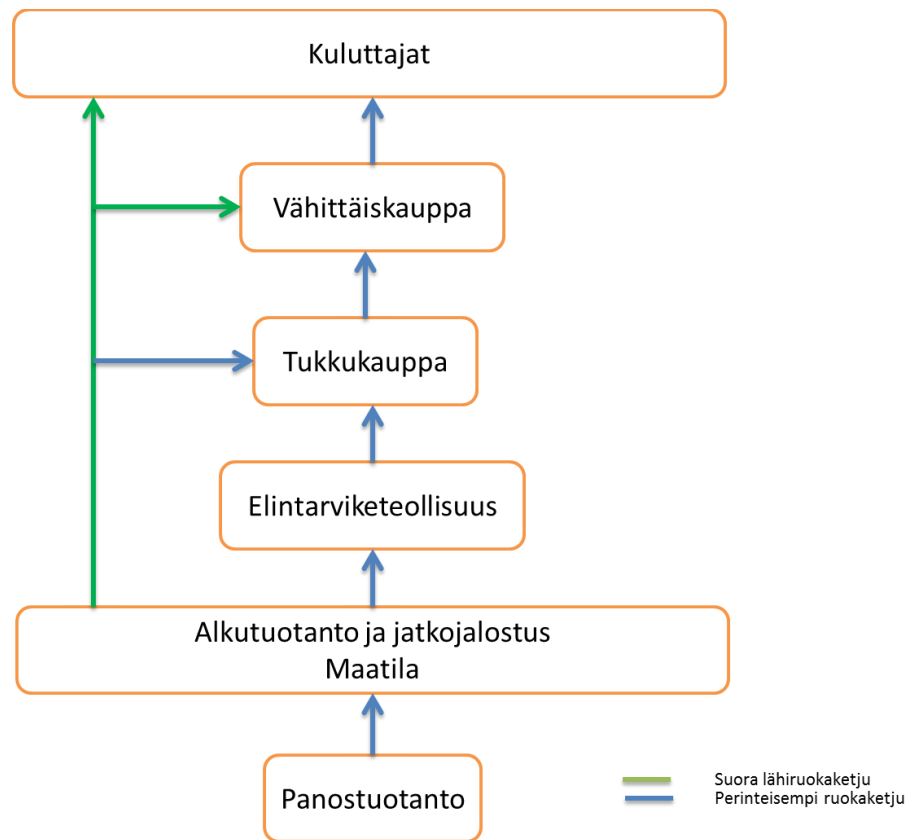 Kuluttajat
Vähittäiskauppa
Tukkukauppa
Elintarviketeollisuus
Alkutuotanto ja jatkojalostus
Maatila
Panostuotanto
Suora lähiruokaketju
Perinteisempi ruokaketju